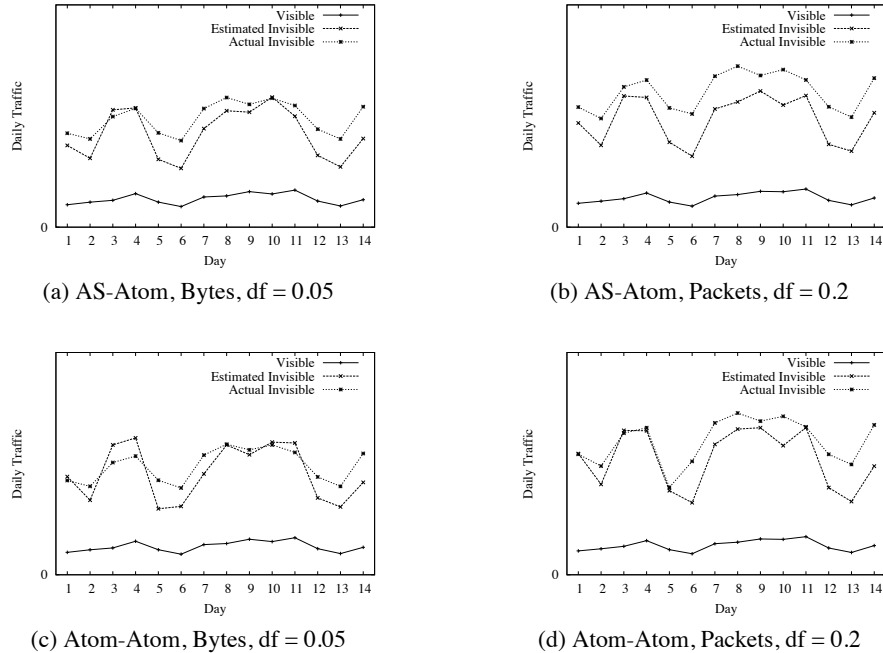 Visible
Estimated Invisible
Actual Invisible
Daily Traffic
0
1 2 3 4 5 6 7 8 9 10 11 12 13 14
Day
(a) AS-Atom, Bytes, df = 0.05
Visible
Estimated Invisible
Actual Invisible
Daily Traffic
0
1 2 3 4 5 6 7 8 9 10 11 12 13 14
Day
(b) AS-Atom, Packets, df = 0.2
Visible
Estimated Invisible
Actual Invisible
Daily Traffic
0
1 2 3 4 5 6 7 8 9 10 11 12 13 14
Day
(c) Atom-Atom, Bytes, df = 0.05
Visible
Estimated Invisible
Actual Invisible
Daily Traffic
0
1 2 3 4 5 6 7 8 9 10 11 12 13 14
Day
(d) Atom-Atom, Packets, df = 0.2